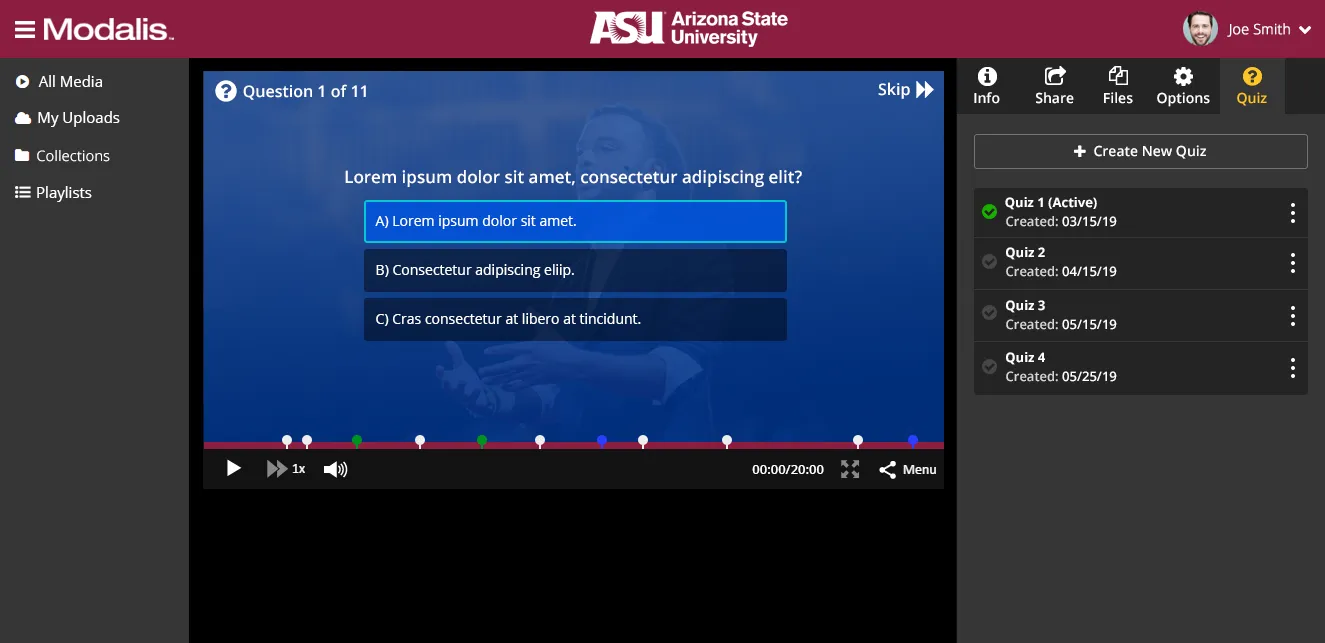 Modalis™
ASU Arizona State University
Joe Smith
All Media
My Uploads
Collections
Playlists
Question 1 of 11
Skip
Lorem ipsum dolor sit amet, consectetur adipiscing elit?
A) Lorem ipsum dolor sit amet.
B) Consectetur adipiscing eliip.
C) Cras consectetur at libero at tincidunt.
1x
00:00/20:00
Menu
Info
Share
Files
Options
Quiz
Create New Quiz
Quiz 1 (Active)
Created: 03/15/19
Quiz 2
Created: 04/15/19
Quiz 3
Created: 05/15/19
Quiz 4
Created: 05/25/19